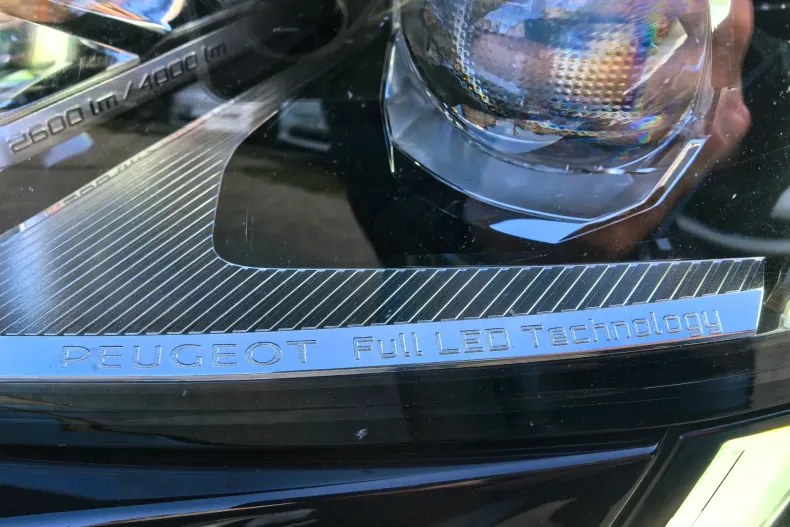 2600 lm / 4000 lm
PEUGEOT Full LED Technology